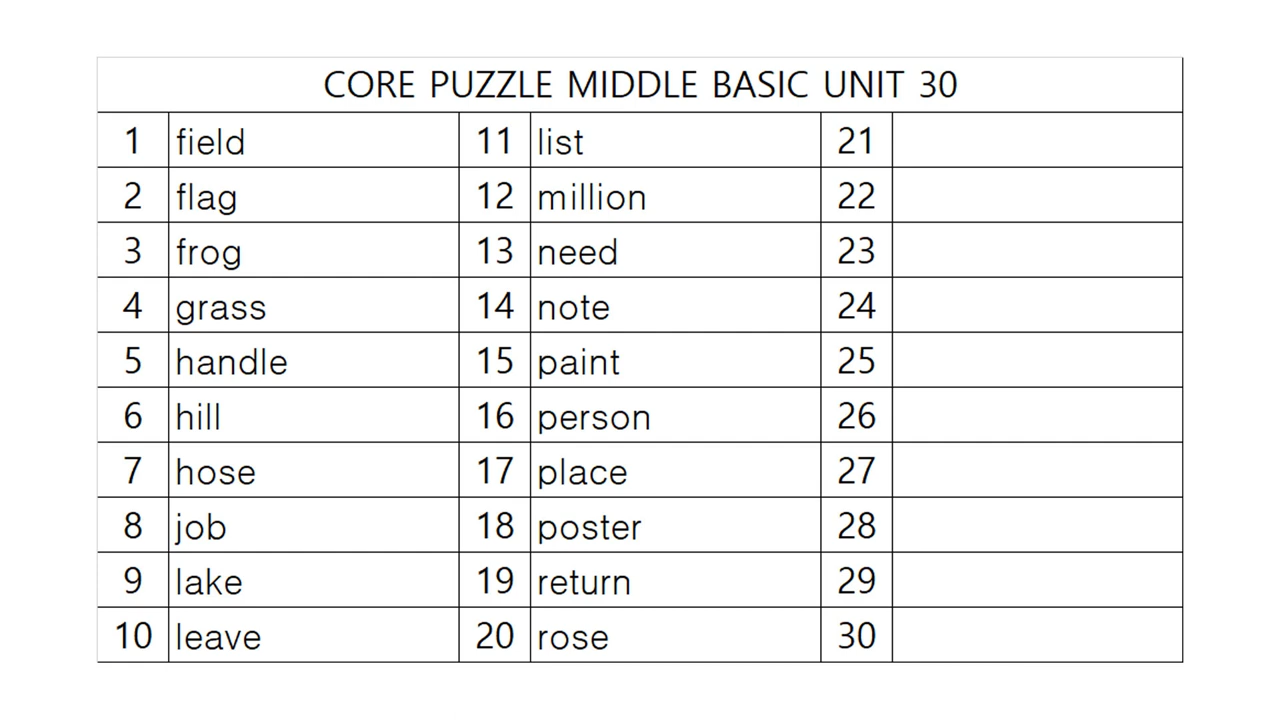 CORE PUZZLE MIDDLE BASIC UNIT 30
1 field 11 list 21
2 flag 12 million 22
3 frog 13 need 23
4 grass 14 note 24
5 handle 15 paint 25
6 hill 16 person 26
7 hose 17 place 27
8 job 18 poster 28
9 lake 19 return 29
10 leave 20 rose 30